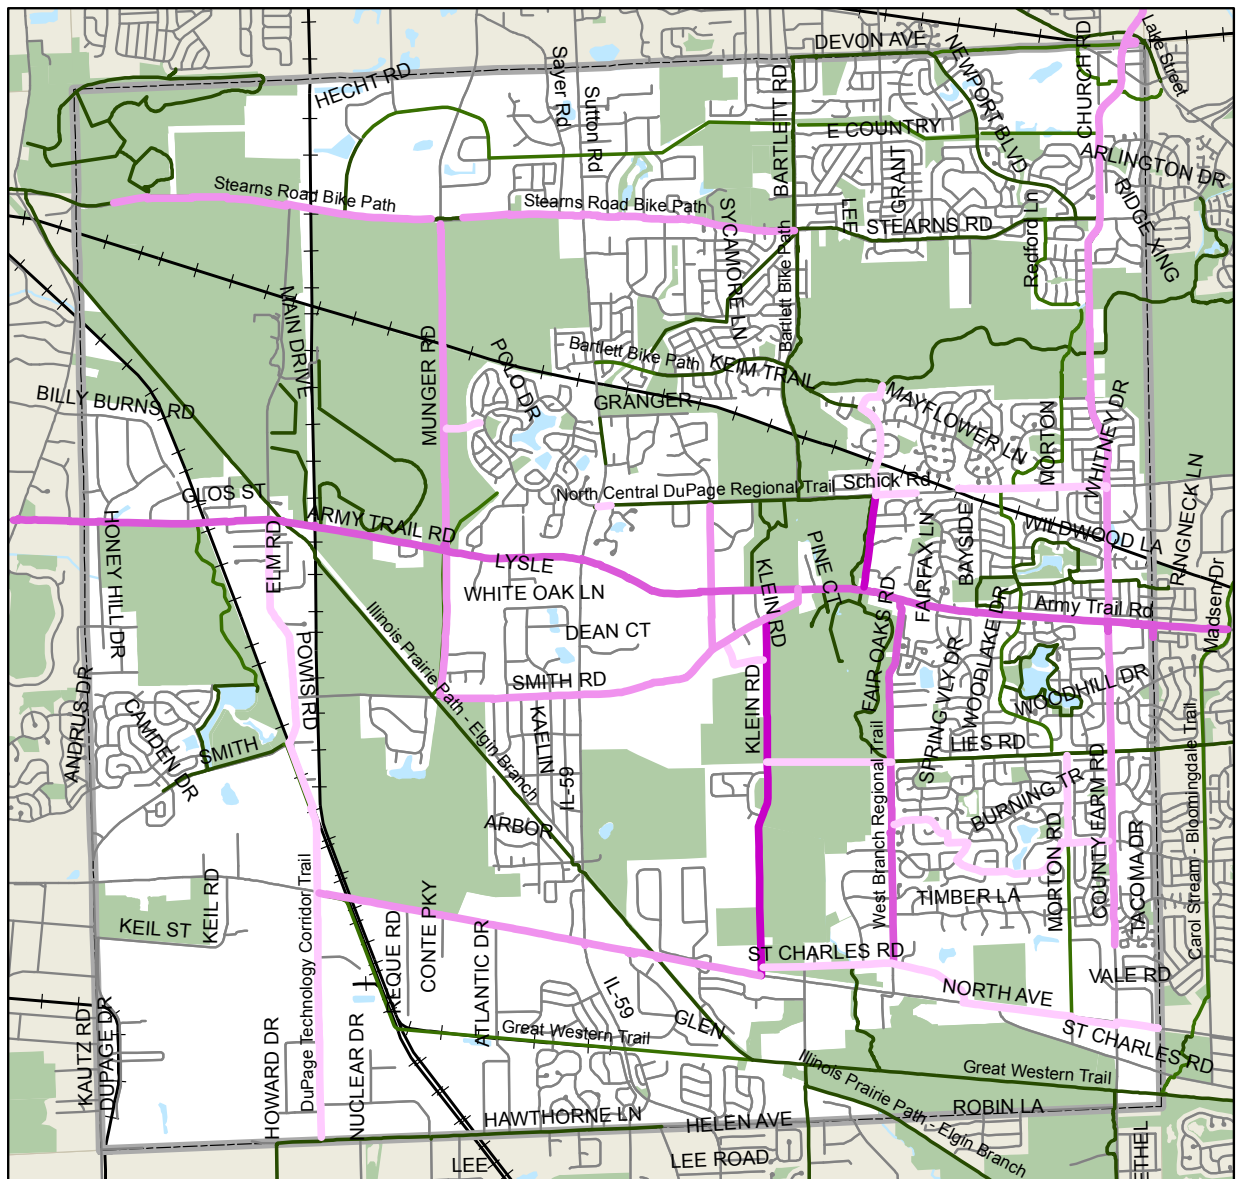 DEVON AVE
NEWPORT BLVD
CHURCH RD
Lake Street
HECHT RD
Sayer Rd
Sutton Rd
BARTLETT RD
E COUNTRY
GRANT
ARLINGTON DR
RIDGE XING
Stearns Road Bike Path
Stearns Road Bike Path
SYCAMORE LN
LEE
STEARNS RD
Redford Ln
Bartlett Bike Path
MAIN DRIVE
MUNGER RD
POLO DR
Bartlett Bike Path
KEIM TRAIL
GRANGER
MAYFLOWER LN
MORTON
WHITNEY DR
BILLY BURNS RD
GLOS ST
North Central DuPage Regional Trail
Schick Rd
RINGNECK LN
HONEY HILL DR
ELM RD
ARMY TRAIL RD
LYSLE
WHITE OAK LN
DEAN CT
KLEIN RD
PINE CT
FAIRFAX LN
BAYSIDE
WILDWOOD LA
Army Trail Rd
Madsen Dr
Illinois Prairie Path - Elgin Branch
POWIS RD
FAIR OAKS RD
SPRING VLY DR
WOODLAKE DR
WOODHILL DR
SMITH RD
ANDRUS DR
CAMDEN DR
SMITH
KAELIN
IL-59
KLEIN RD
LIES RD
West Branch Regional Trail
BURNING TR
ARBOR
MORTON RD
COUNTY FARM RD
TACOMA DR
Carol Stream - Bloomingdale Trail
KEIL ST
KEIL RD
DuPage Technology Corridor Trail
REQUE RD
CONTE PKY
ATLANTIC DR
TIMBER LA
ST CHARLES RD
NORTH AVE
VALE RD
ST CHARLES RD
IL-59
GLEN
KAUTZ RD
DUPAGE DR
HOWARD DR
NUCLEAR DR
Great Western Trail
Great Western Trail
Illinois Prairie Path - Elgin Branch
HAWTHORNE LN
HELEN AVE
ROBIN LA
LEE
LEE ROAD
ETHEL